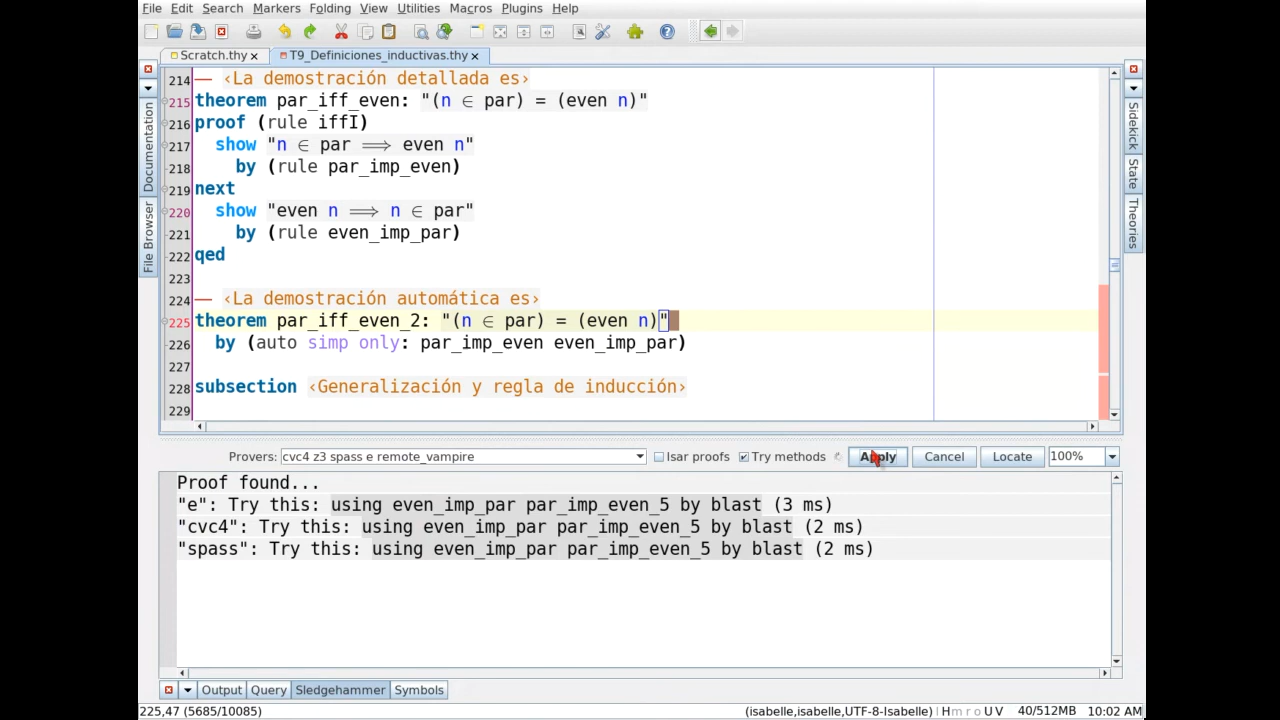 File Edit Search Markers Folding View Utilities Macros Plugins Help
Scratch.thy
T9_Definiciones_inductivas.thy
Documentation
File Browser
Sidekick
State
Theories
214 — ‹La demostración detallada es›
215 theorem par_iff_even: "(n ∈ par) = (even n)"
216 proof (rule iffI)
217 show "n ∈ par ⟹ even n"
218 by (rule par_imp_even)
219 next
220 show "even n ⟹ n ∈ par"
221 by (rule even_imp_par)
222 qed
223
224 — ‹La demostración automática es›
225 theorem par_iff_even_2: "(n ∈ par) = (even n)"
226 by (auto simp only: par_imp_even even_imp_par)
227
228 subsection ‹Generalización y regla de inducción›
229
Provers: cvc4 z3 spass e remote_vampire Isar proofs Try methods Apply Cancel Locate 100%
Proof found...
"e": Try this: using even_imp_par par_imp_even_5 by blast (3 ms)
"cvc4": Try this: using even_imp_par par_imp_even_5 by blast (2 ms)
"spass": Try this: using even_imp_par par_imp_even_5 by blast (2 ms)
Output Query Sledgehammer Symbols
225,47 (5685/10085) (isabelle,isabelle,UTF-8-Isabelle) H m r o U V 40/512MB 10:02 AM